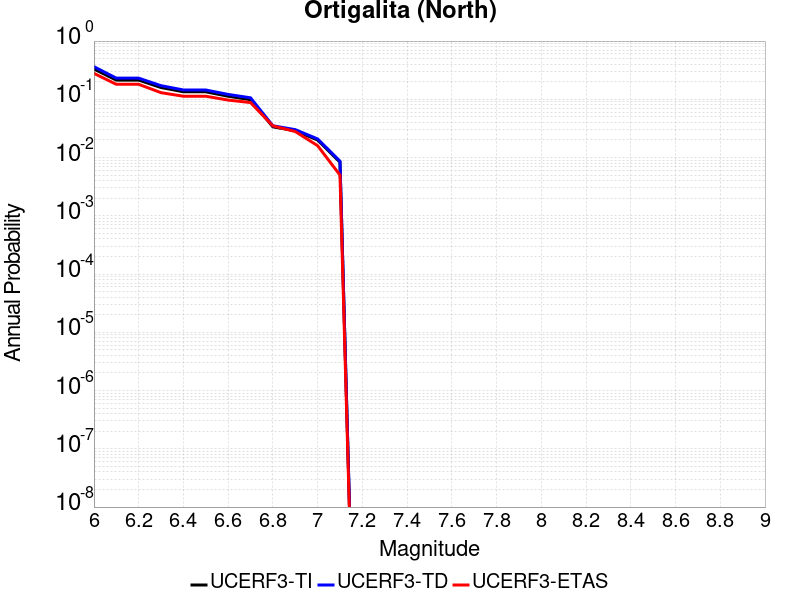 Ortigalita (North)
10^0
10^-1
10^-2
10^-3
10^-4
10^-5
10^-6
10^-7
10^-8
Annual Probability
6 6.2 6.4 6.6 6.8 7 7.2 7.4 7.6 7.8 8 8.2 8.4 8.6 8.8 9
Magnitude
UCERF3-TI UCERF3-TD UCERF3-ETAS